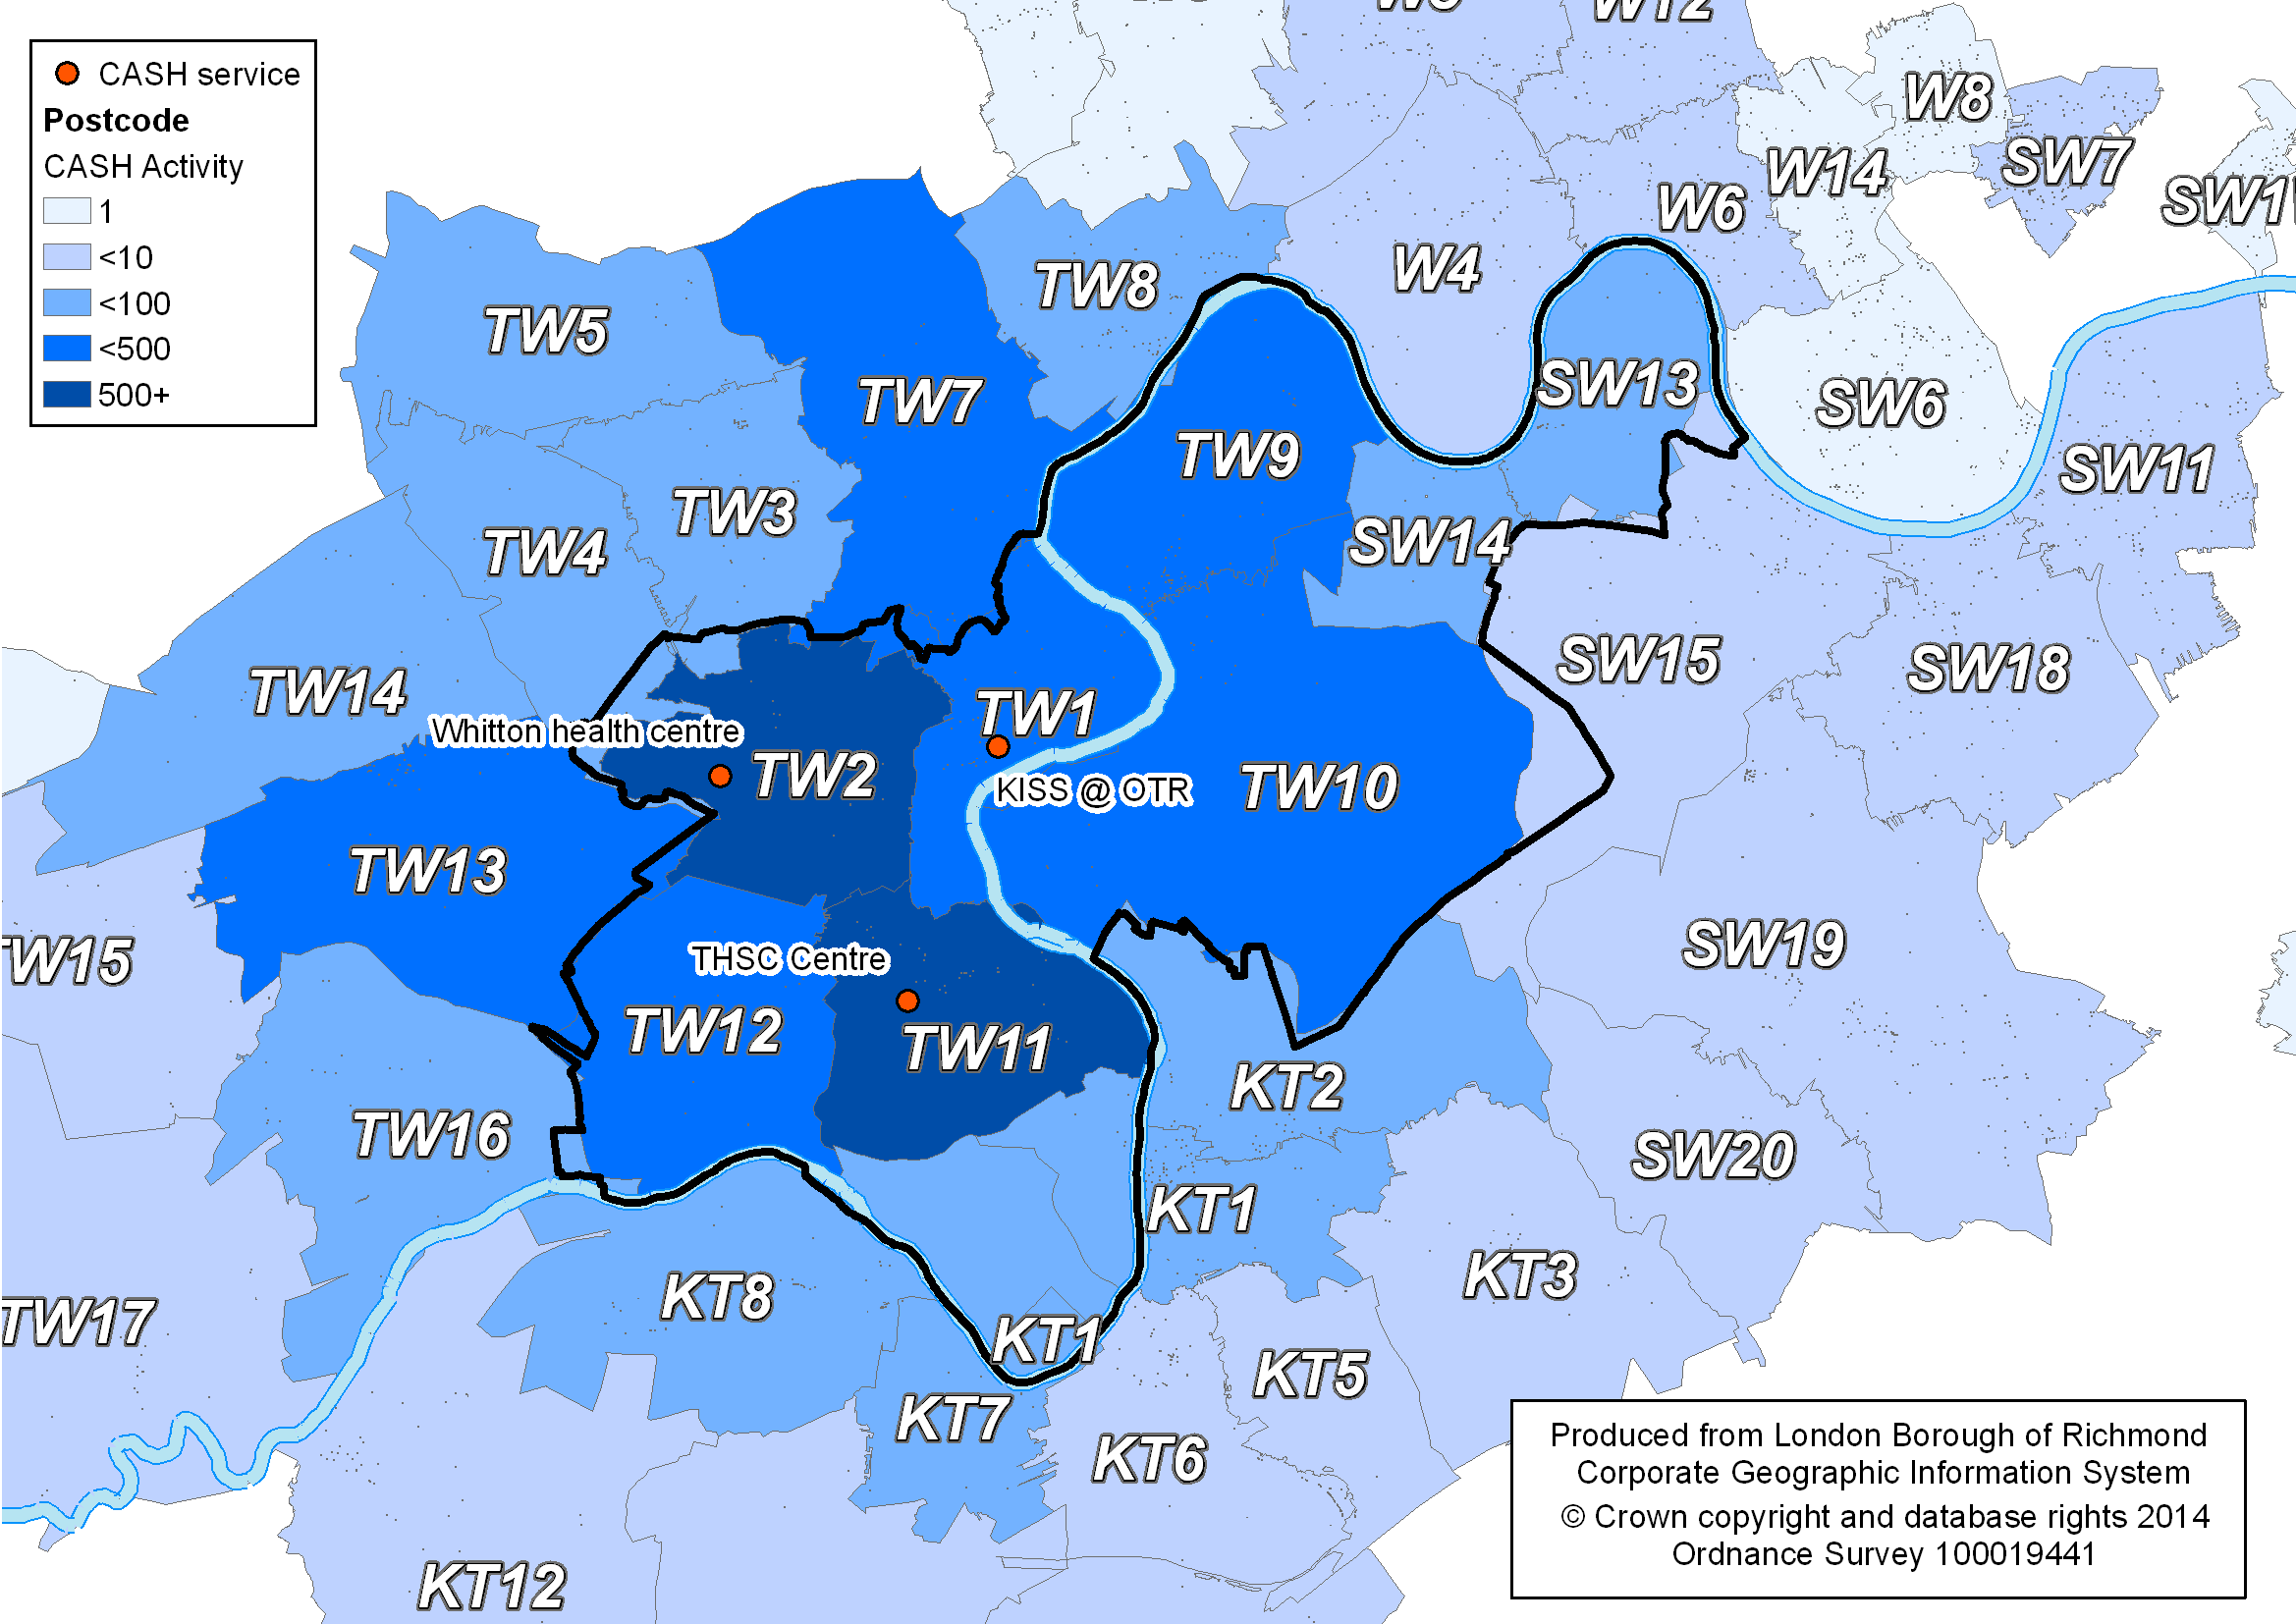 CASH service
Postcode
CASH Activity
1
<10
<100
<500
500+
W12
W8
SW7
W14
W6
W4
TW8
TW5
TW7
SW13
SW6
TW9
SW11
TW3
TW4
SW14
SW15
SW18
TW14
TW1
Whitton health centre
TW2
KISS @ OTR
TW10
TW13
SW19
TW15
THSC Centre
TW12
TW11
KT2
TW16
SW20
KT1
KT3
KT8
TW17
KT1
KT5
KT7
KT6
KT12
Produced from London Borough of Richmond
Corporate Geographic Information System
© Crown copyright and database rights 2014
Ordnance Survey 100019441